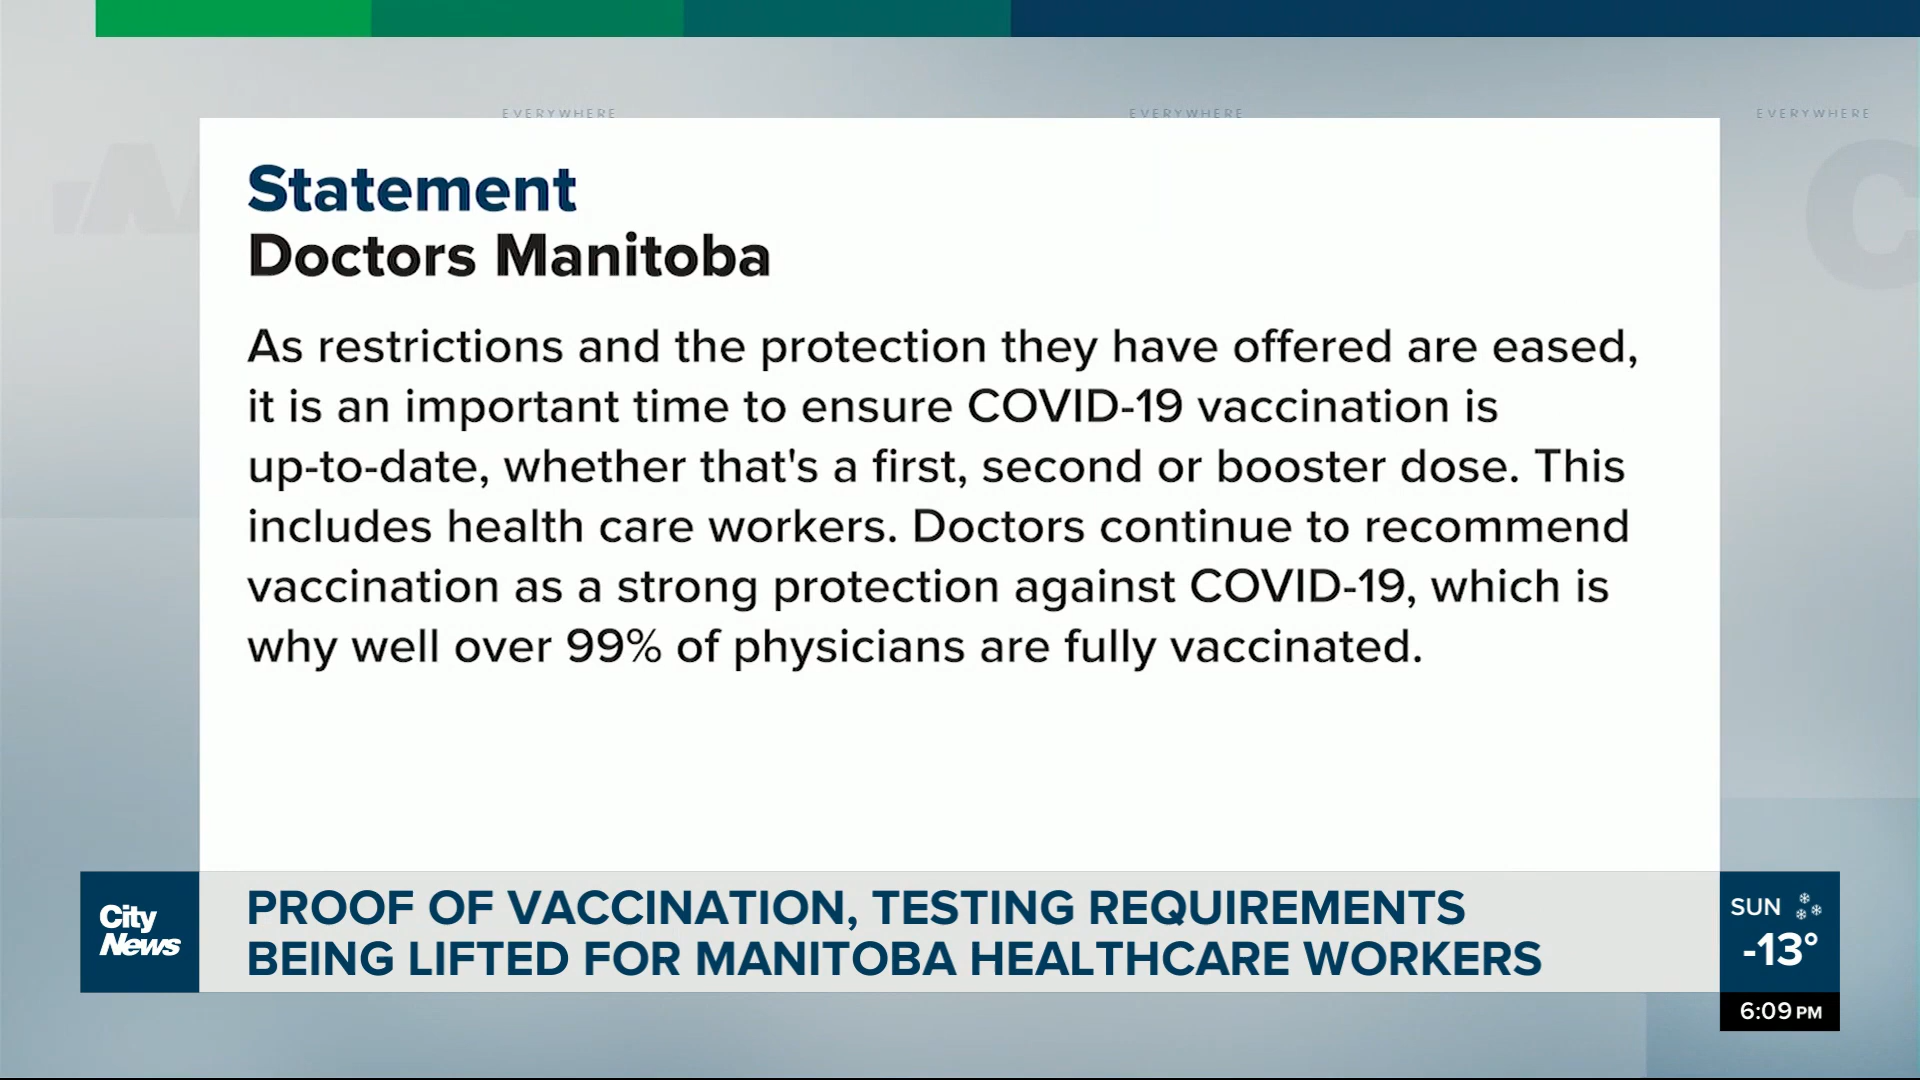 EVERYWHERE EVERYWHERE EVERYWHERE
Statement
Doctors Manitoba
As restrictions and the protection they have offered are eased,
it is an important time to ensure COVID-19 vaccination is
up-to-date, whether that's a first, second or booster dose. This
includes health care workers. Doctors continue to recommend
vaccination as a strong protection against COVID-19, which is
why well over 99% of physicians are fully vaccinated.
City
News
PROOF OF VACCINATION, TESTING REQUIREMENTS
BEING LIFTED FOR MANITOBA HEALTHCARE WORKERS
SUN
-13°
6:09 PM